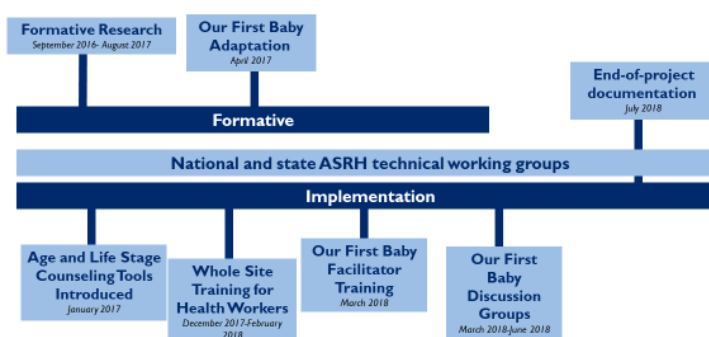 Formative Research
September 2016- August 2017
Our First Baby
Adaptation
April 2017
End-of-project
documentation
July 2018
Formative
National and state ASRH technical working groups
Implementation
Age and Life Stage
Counseling Tools
Introduced
January 2017
Whole Site
Training for
Health Workers
December 2017-February
2018
Our First Baby
Facilitator
Training
March 2018
Our First
Baby
Discussion
Groups
March 2018-June 2018